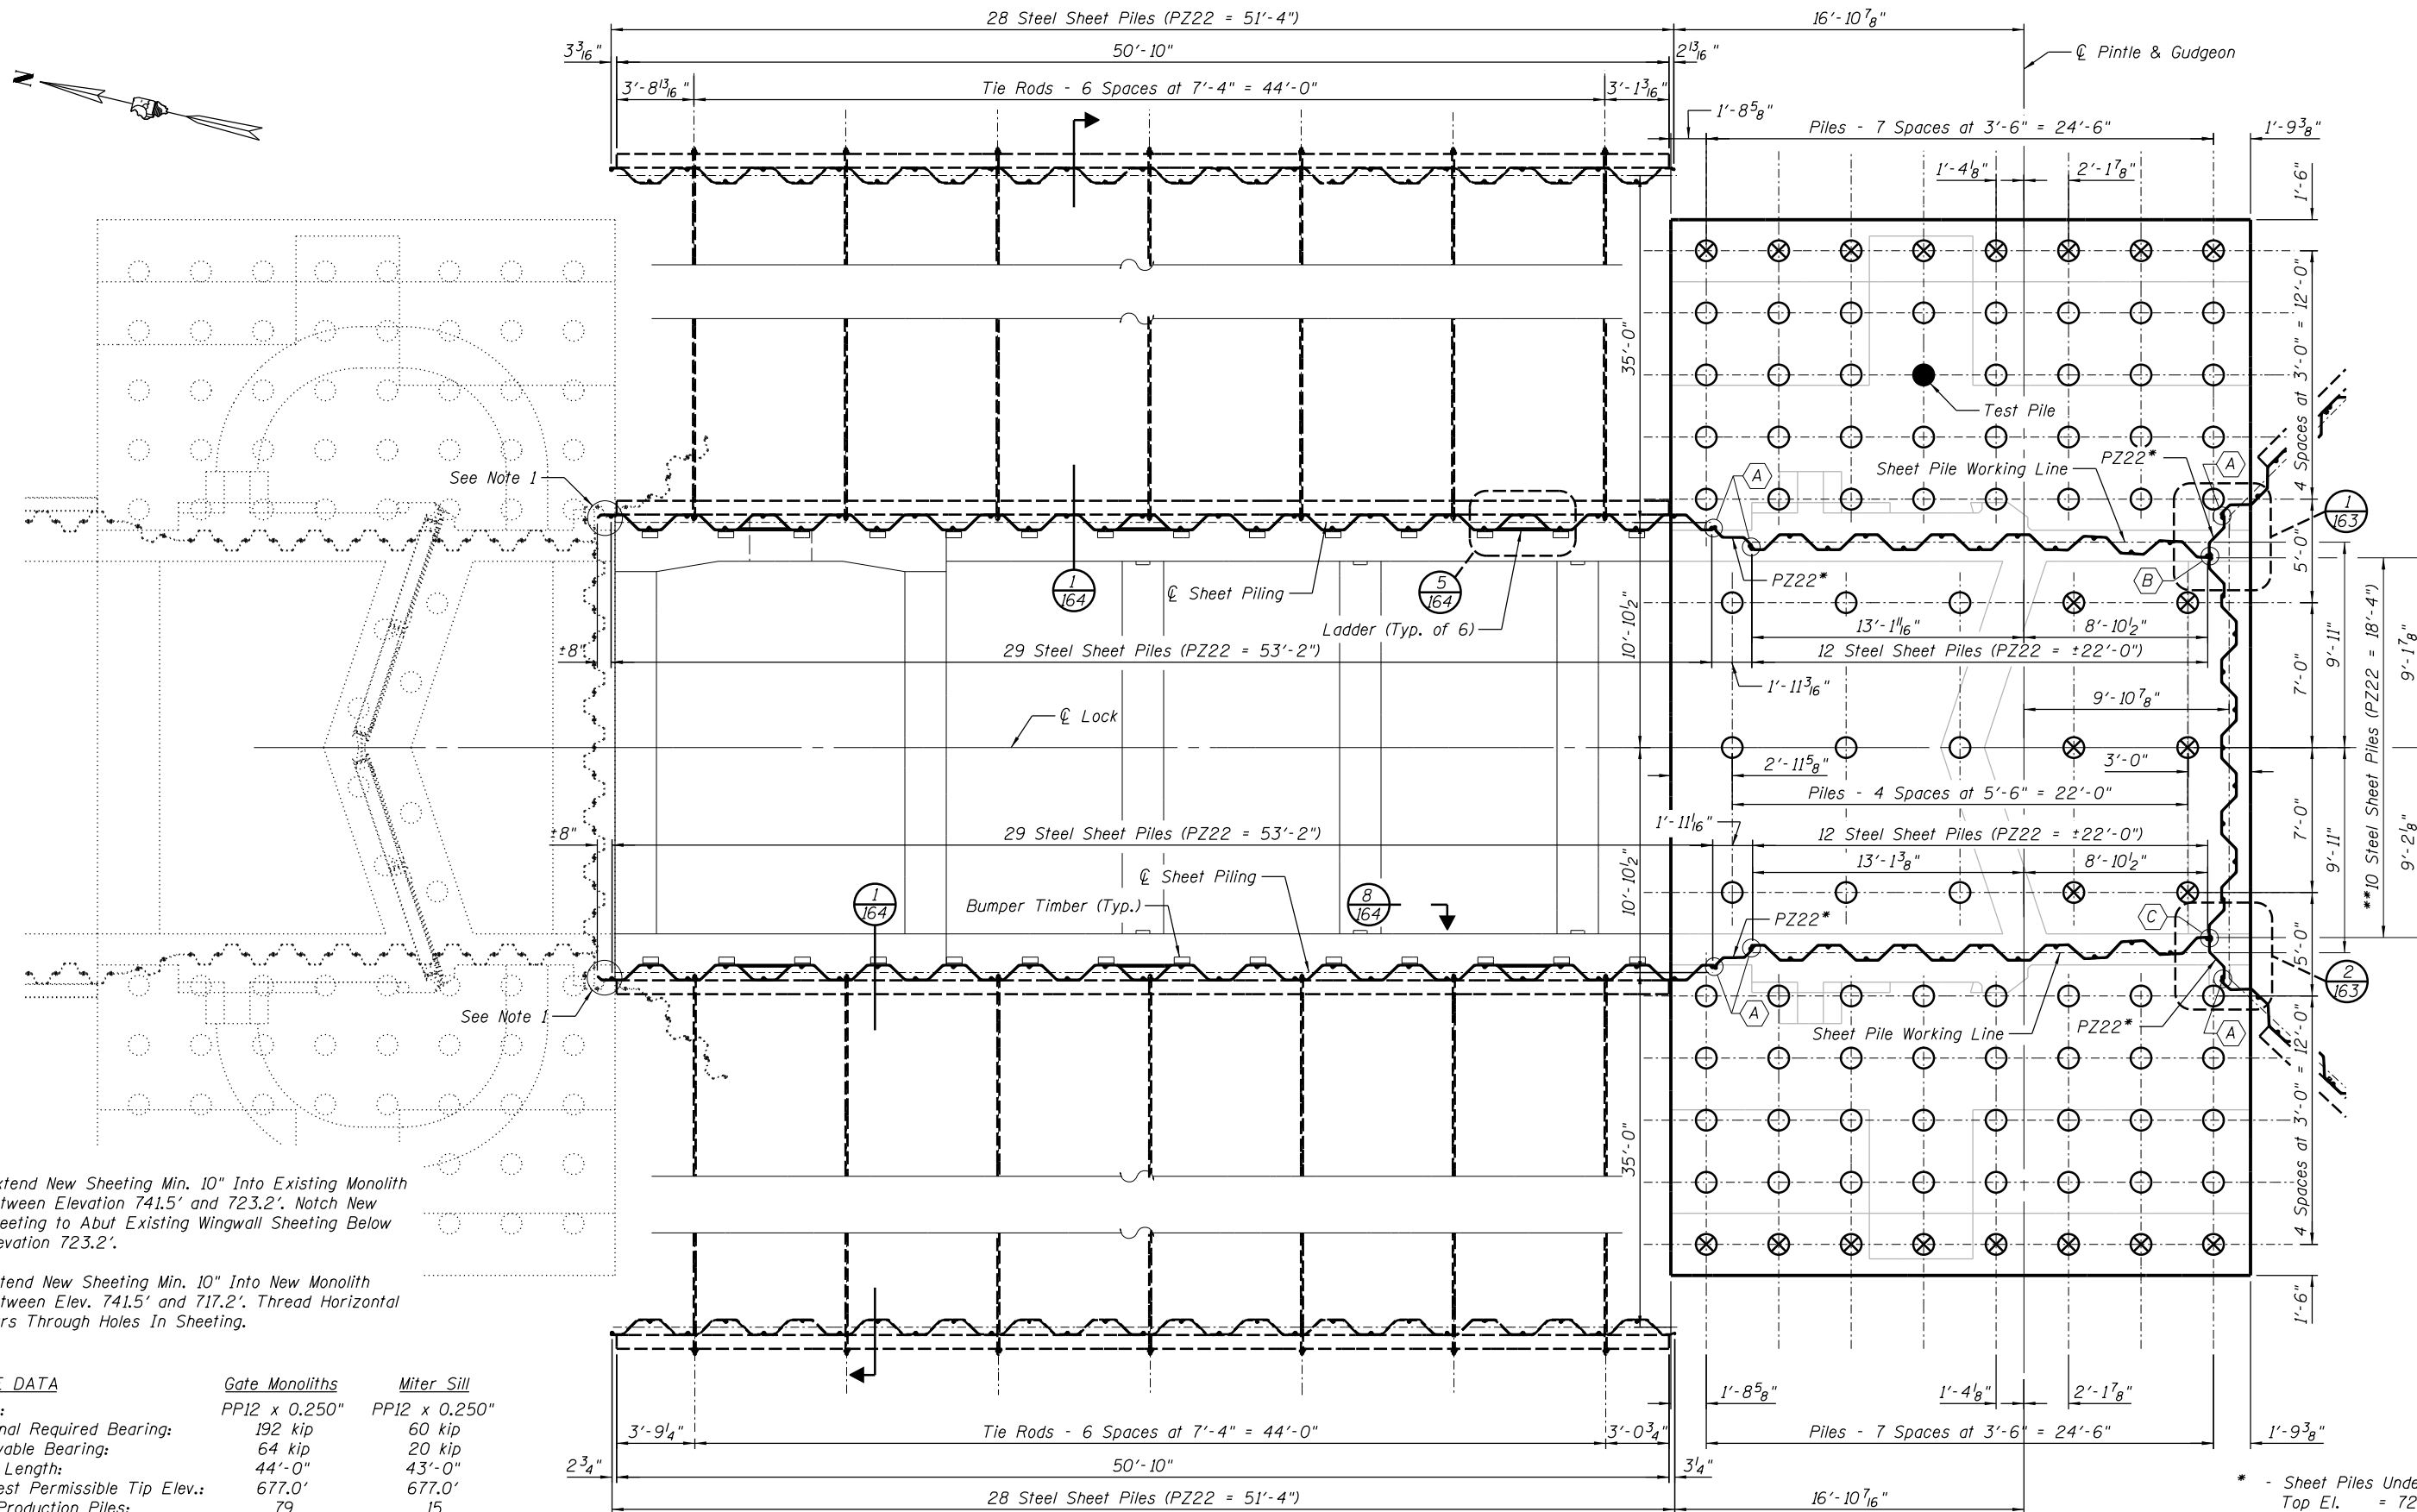 28 Steel Sheet Piles (PZ22 = 51'-4")
16'-10 7/8"
3 3/16"
50'-10"
2 13/16"
℄ Pintle & Gudgeon
N
3'-8 13/16"
Tie Rods - 6 Spaces at 7'-4" = 44'-0"
3'-1 3/16"
1'-8 5/8"
Piles - 7 Spaces at 3'-6" = 24'-6"
1'-9 3/8"
1'-4 1/8"
2'-1 7/8"
1'-6"
35'-0"
4 Spaces at 3'-0" = 12'-0"
Test Pile
See Note 1
A
Sheet Pile Working Line
PZ22*
A
1
163
5'-0"
1
164
℄ Sheet Piling
5
164
PZ22*
B
Ladder (Typ. of 6)
10'-10 1/2"
13'-1 11/16"
8'-10 1/2"
±8"
29 Steel Sheet Piles (PZ22 = 53'-2")
12 Steel Sheet Piles (PZ22 = ±22'-0")
1'-11 3/16"
7'-0"
9'-11"
**10 Steel Sheet Piles (PZ22 = 18'-4")
9'-1 7/8"
9'-10 7/8"
℄ Lock
2'-11 5/8"
3'-0"
Piles - 4 Spaces at 5'-6" = 22'-0"
±8"
29 Steel Sheet Piles (PZ22 = 53'-2")
1'-11 1/16"
12 Steel Sheet Piles (PZ22 = ±22'-0")
7'-0"
9'-11"
9'-2 1/8"
13'-1 3/8"
8'-10 1/2"
℄ Sheet Piling
10'-10 1/2"
1
164
Bumper Timber (Typ.)
8
164
PZ22*
C
5'-0"
2
163
See Note 1
A
Sheet Pile Working Line
PZ22*
A
35'-0"
4 Spaces at 3'-0" = 12'-0"
xtend New Sheeting Min. 10" Into Existing Monolith
tween Elevation 741.5' and 723.2'. Notch New
eeting to Abut Existing Wingwall Sheeting Below
evation 723.2'.
tend New Sheeting Min. 10" Into New Monolith
tween Elev. 741.5' and 717.2'. Thread Horizontal
rs Through Holes In Sheeting.
1'-6"
E DATA Gate Monoliths Miter Sill
: PP12 x 0.250" PP12 x 0.250"
nal Required Bearing: 192 kip 60 kip
vable Bearing: 64 kip 20 kip
Length: 44'-0" 43'-0"
est Permissible Tip Elev.: 677.0' 677.0'
Production Piles: 79 15
1'-8 5/8"
1'-4 1/8"
2'-1 7/8"
3'-9 1/4"
Tie Rods - 6 Spaces at 7'-4" = 44'-0"
3'-0 3/4"
Piles - 7 Spaces at 3'-6" = 24'-6"
1'-9 3/8"
2 3/4"
50'-10"
3 1/4"
28 Steel Sheet Piles (PZ22 = 51'-4")
16'-10 7/16"
* - Sheet Piles Unde
Top El. = 72